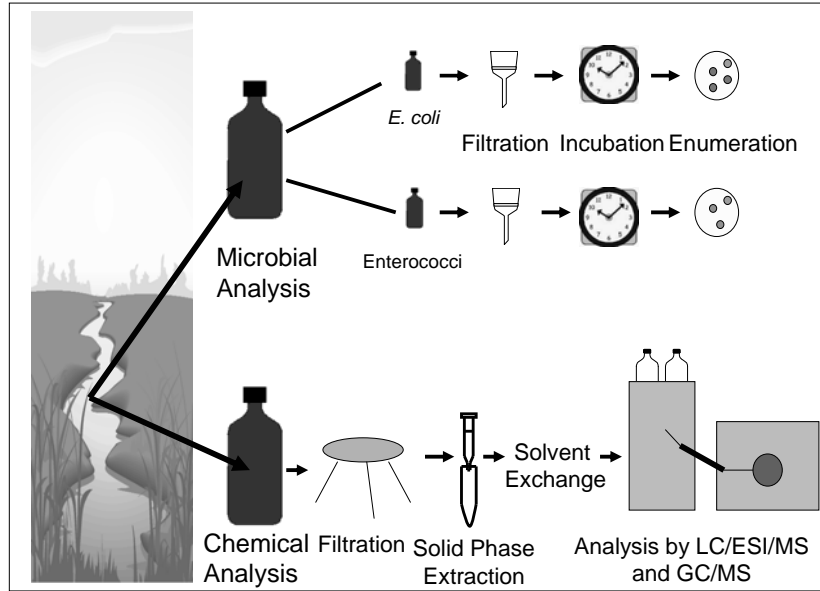 E. coli
Filtration Incubation Enumeration
Enterococci
Microbial
Analysis
Chemical
Analysis
Filtration
Solid Phase
Extraction
Solvent
Exchange
Analysis by LC/ESI/MS
and GC/MS